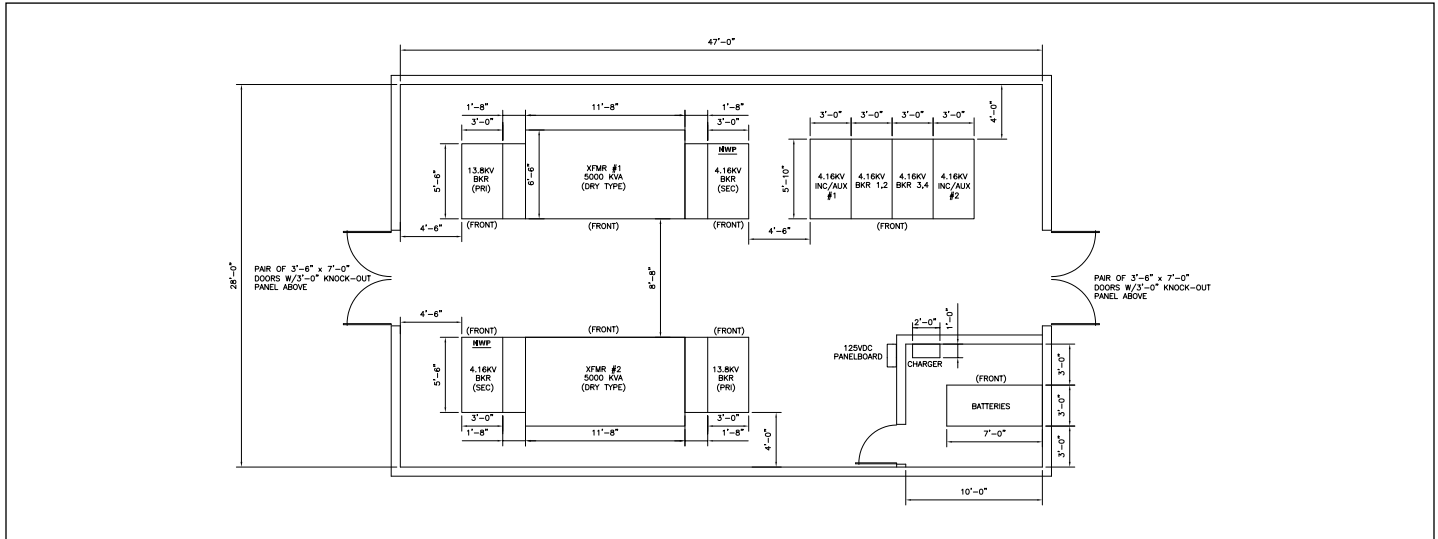 47'-0"
1'-8"
11'-8"
1'-8"
3'-0"
3'-0"
3'-0"
3'-0"
3'-0"
3'-0"
4'-0"
5'-6"
13.8KV
BKR
(PRI)
6'-6"
XFMR #1
5000 KVA
(DRY TYPE)
NWP
4.16KV
BKR
(SEC)
5'-10"
4.16KV
INC/AUX
#1
4.16KV
BKR 1,2
4.16KV
BKR 3,4
4.16KV
INC/AUX
#2
(FRONT)
(FRONT)
(FRONT)
(FRONT)
4'-6"
4'-6"
28'-0"
PAIR OF 3'-6" x 7'-0"
DOORS W/3'-0" KNOCK-OUT
PANEL ABOVE
8'-8"
PAIR OF 3'-6" x 7'-0"
DOORS W/3'-0" KNOCK-OUT
PANEL ABOVE
4'-6"
(FRONT)
(FRONT)
(FRONT)
5'-6"
NWP
4.16KV
BKR
(SEC)
XFMR #2
5000 KVA
(DRY TYPE)
13.8KV
BKR
(PRI)
125VDC
PANELBOARD
2'-0"
1'-0"
CHARGER
3'-0"
(FRONT)
BATTERIES
3'-0"
7'-0"
3'-0"
3'-0"
3'-0"
1'-8"
11'-8"
1'-8"
4'-0"
10'-0"